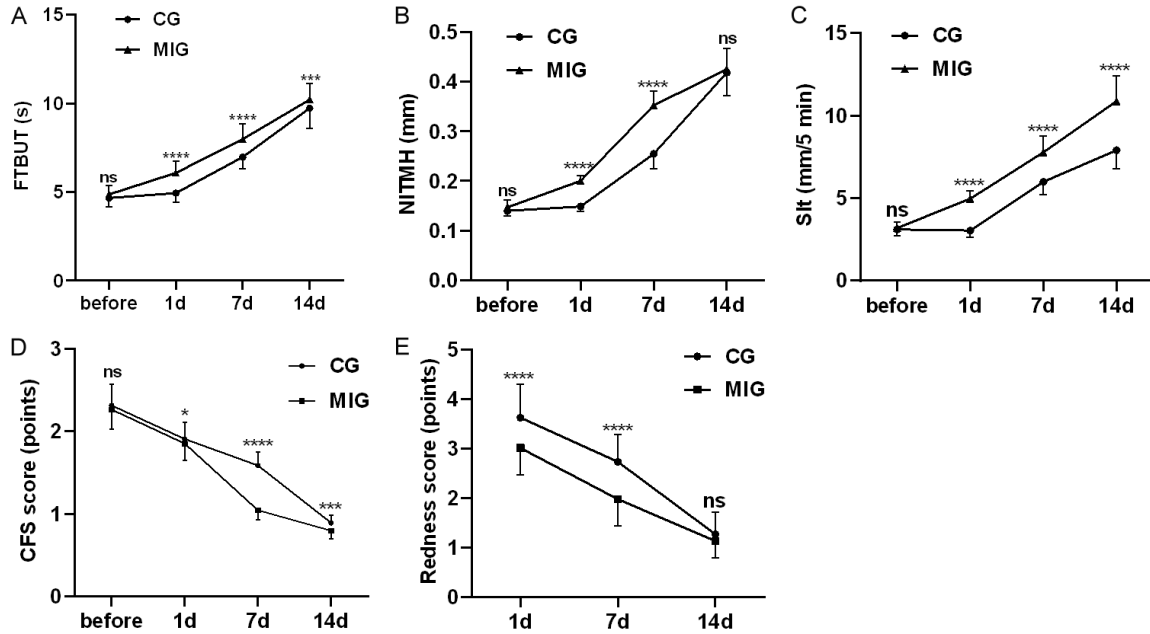 A
FTBUT (s)
15
10
5
0
CG
MIG
ns
****
****
***
before 1d 7d 14d
B
NITMH (mm)
0.5
0.4
0.3
0.2
0.1
0.0
CG
MIG
ns
****
****
ns
before 1d 7d 14d
C
SIt (mm/5 min)
15
10
5
0
CG
MIG
ns
****
****
****
before 1d 7d 14d
D
CFS score (points)
3
2
1
0
CG
MIG
ns
*
****
***
before 1d 7d 14d
E
Redness score (points)
5
4
3
2
1
0
CG
MIG
****
****
ns
1d 7d 14d